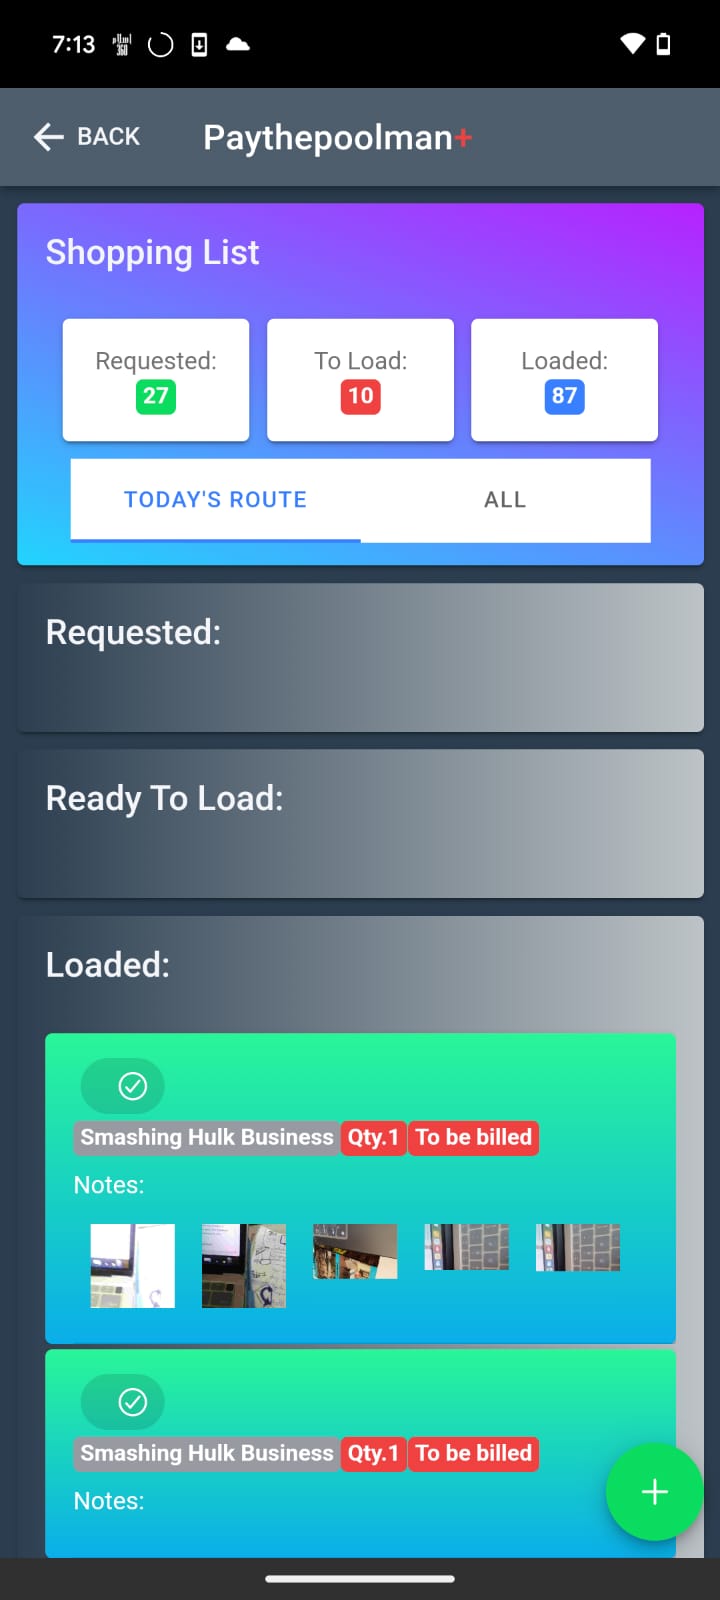 7:13
BACK
Paythepoolman+
Shopping List
Requested: To Load: Loaded:
27 10 87
TODAY'S ROUTE ALL
Requested:
Ready To Load:
Loaded:
Smashing Hulk Business Qty.1 To be billed
Notes:
Smashing Hulk Business Qty.1 To be billed
Notes: